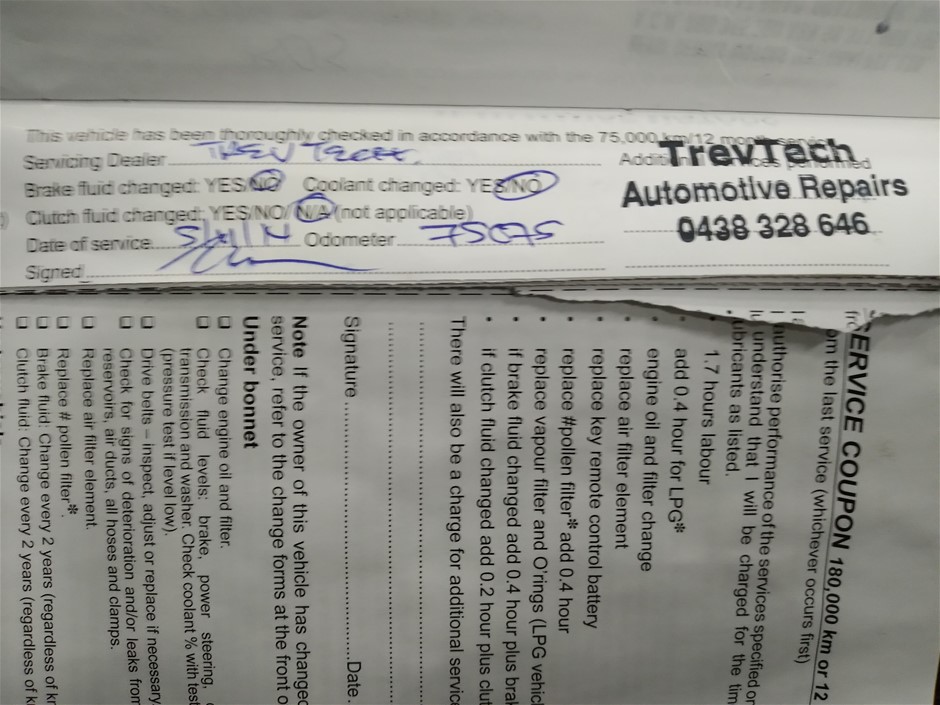 This vehicle has been thoroughly checked in accordance with the 75,000 km/12 month service
Servicing Dealer TREV TECH
Additional performed
TrevTech
Automotive Repairs
0438 328 646
Brake fluid changed: YES/NO Coolant changed: YES/NO
Clutch fluid changed: YES/NO/N/A (not applicable)
Date of service Odometer 75075
Signed
SERVICE COUPON 180,000 km or 12
from the last service (whichever occurs first)
I authorise performance of the services specified or
I understand that I will be charged for the
lubricants as listed.
1.7 hours labour
add 0.4 hour for LPG*
• engine oil and filter change
• replace air filter element
• replace key remote control battery
• replace #pollen filter* add 0.4 hour
• replace vapour filter and O'rings (LPG
• if brake fluid changed add 0.4 hour plus
• if clutch fluid changed add 0.2 hour plus
There will also be a charge for additional
Signature Date
Note If the owner of this vehicle has changed
service, refer to the change forms at the front
Under bonnet
❏ Change engine oil and filter.
❏ Check fluid levels: brake, power steering,
transmission and washer. Check coolant % with
(pressure test if level low).
❏ Drive belts – inspect, adjust or replace if necessary
❏ Check for signs of deterioration and/or leaks from
reservoirs, air ducts, all hoses and clamps.
❏ Replace air filter element.
❏ Replace # pollen filter*.
❏ Brake fluid: Change every 2 years (regardless of
❏ Clutch fluid: Change every 2 years (regardless of